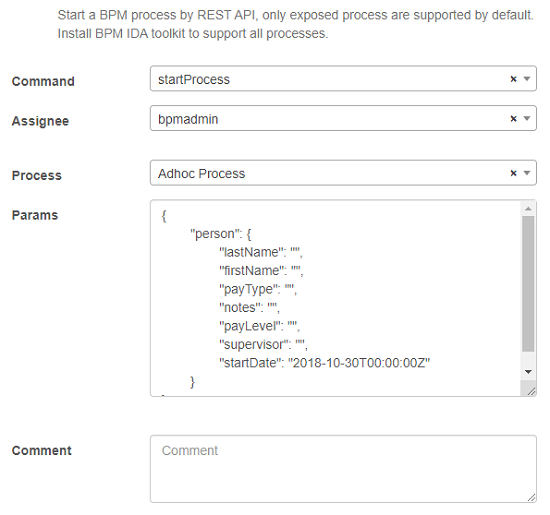 Start a BPM process by REST API, only exposed process are supported by default.
Install BPM IDA toolkit to support all processes.
Command
startProcess
Assignee
bpmadmin
Process
Adhoc Process
Params
{
"person": {
"lastName": "",
"firstName": "",
"payType": "",
"notes": "",
"payLevel": "",
"supervisor": "",
"startDate": "2018-10-30T00:00:00Z"
}
Comment
Comment